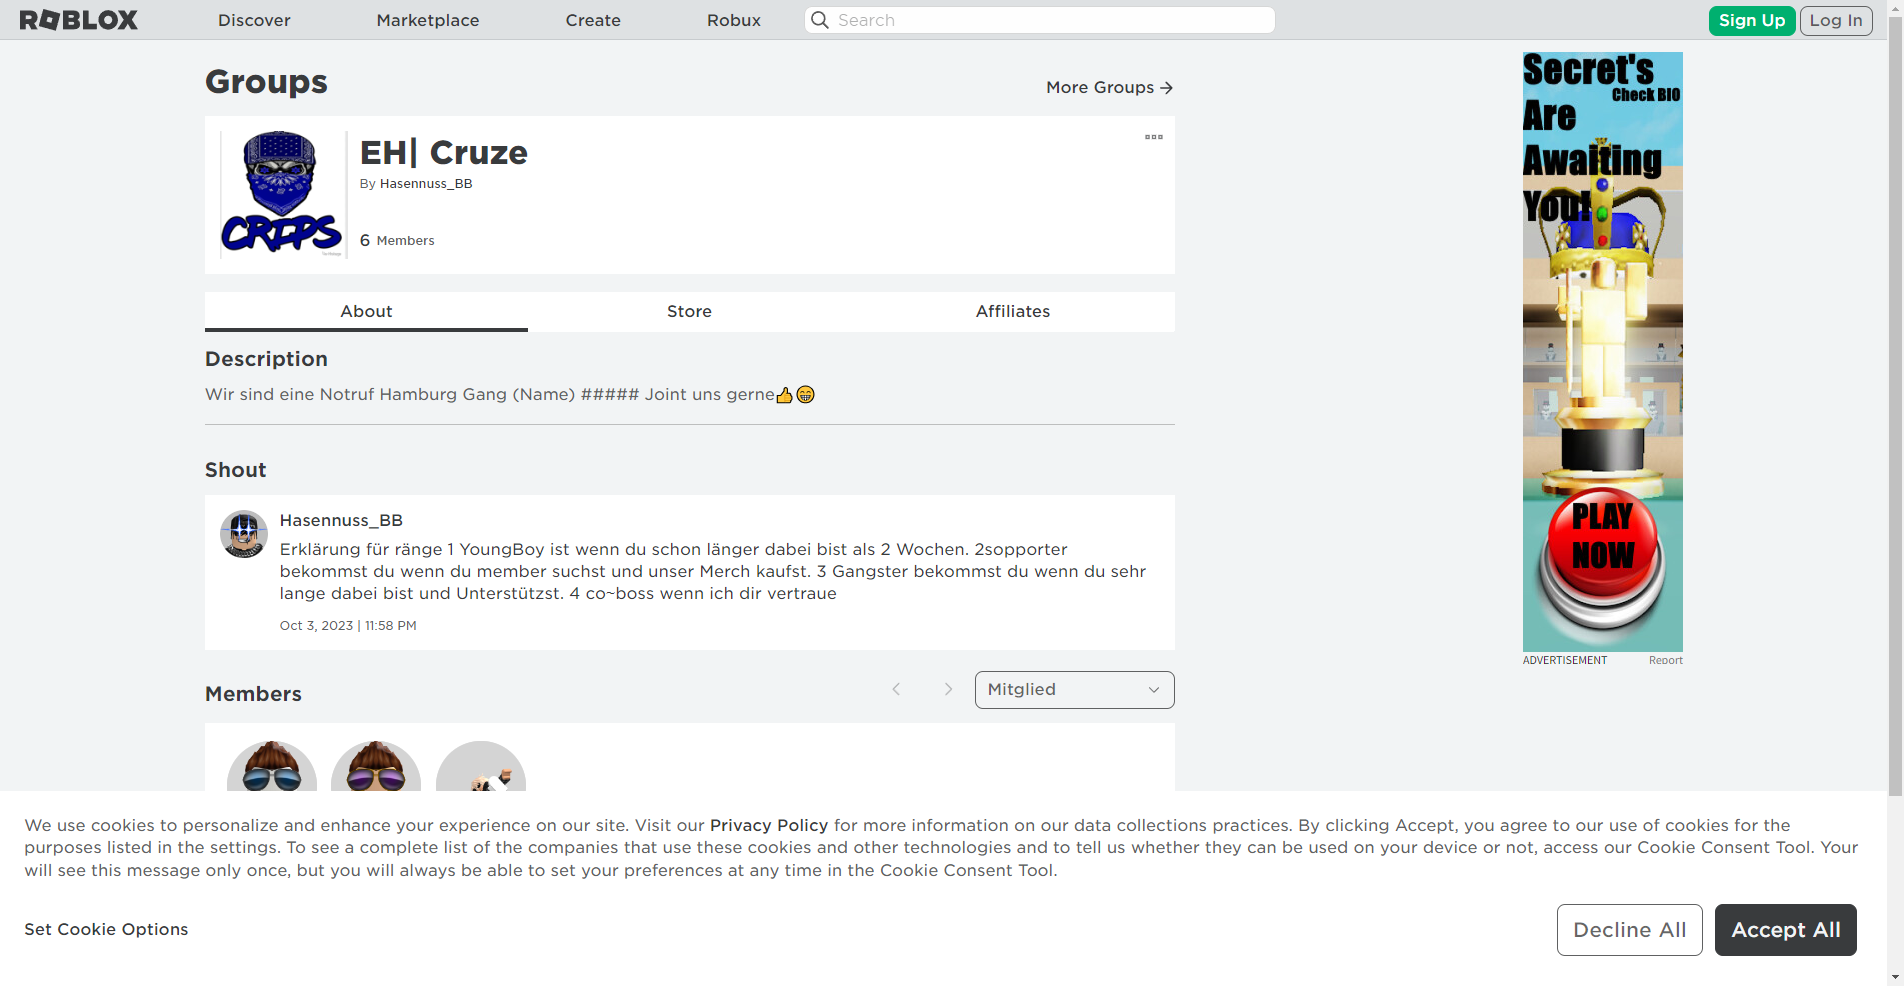 ROBLOX
Discover
Marketplace
Create
Robux
Search
Sign Up
Log In
Groups
More Groups →
CRIPS
EH| Cruze
By Hasennuss_BB
6 Members
About
Store
Affiliates
Description
Wir sind eine Notruf Hamburg Gang (Name) ##### Joint uns gerne👍😁
Shout
Hasennuss_BB
Erklärung für ränge 1 YoungBoy ist wenn du schon länger dabei bist als 2 Wochen. 2sopporter
bekommst du wenn du member suchst und unser Merch kaufst. 3 Gangster bekommst du wenn du sehr
lange dabei bist und Unterstützst. 4 co~boss wenn ich dir vertraue
Oct 3, 2023 | 11:58 PM
Members
Mitglied
Secret's
Check BIO
Are
Awaiting
You!
PLAY
NOW
ADVERTISEMENT
Report
We use cookies to personalize and enhance your experience on our site. Visit our Privacy Policy for more information on our data collections practices. By clicking Accept, you agree to our use of cookies for the
purposes listed in the settings. To see a complete list of the companies that use these cookies and other technologies and to tell us whether they can be used on your device or not, access our Cookie Consent Tool. Your
will see this message only once, but you will always be able to set your preferences at any time in the Cookie Consent Tool.
Set Cookie Options
Decline All
Accept All